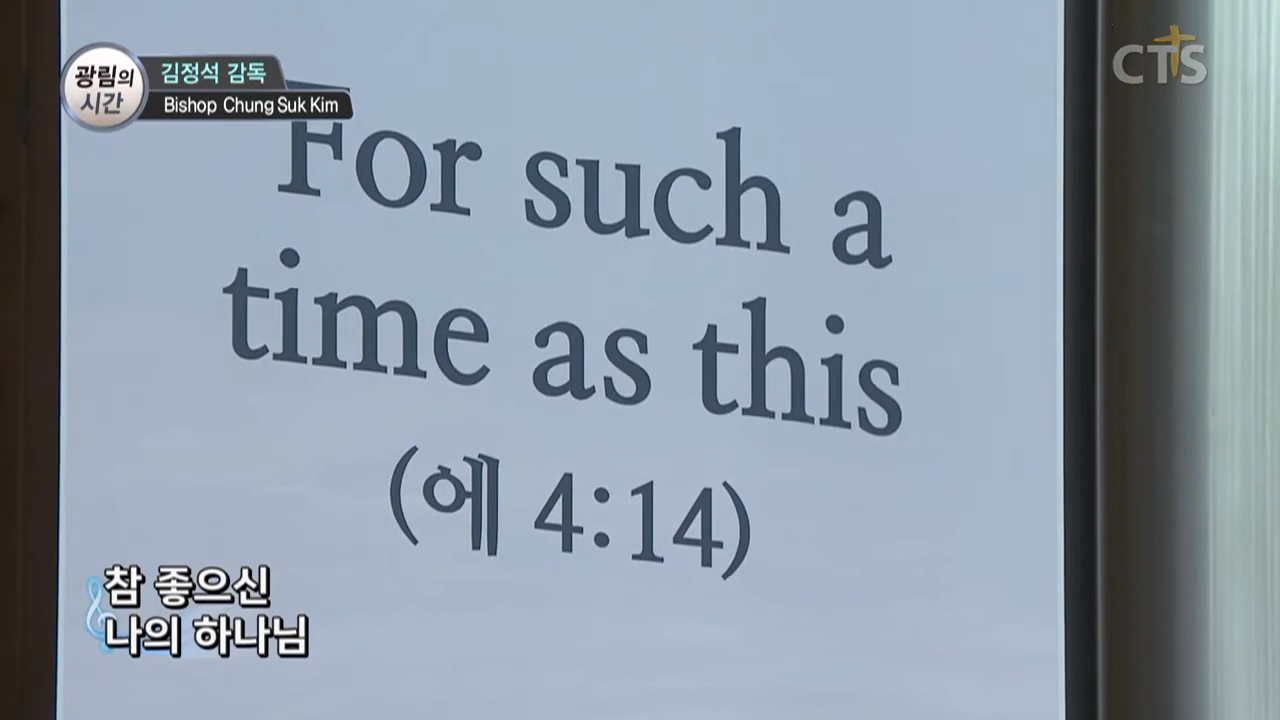 광림의
시간
김정석 감독
Bishop Chung Suk Kim
CTS
For such a
time as this
(에 4:14)
참 좋으신
나의 하나님